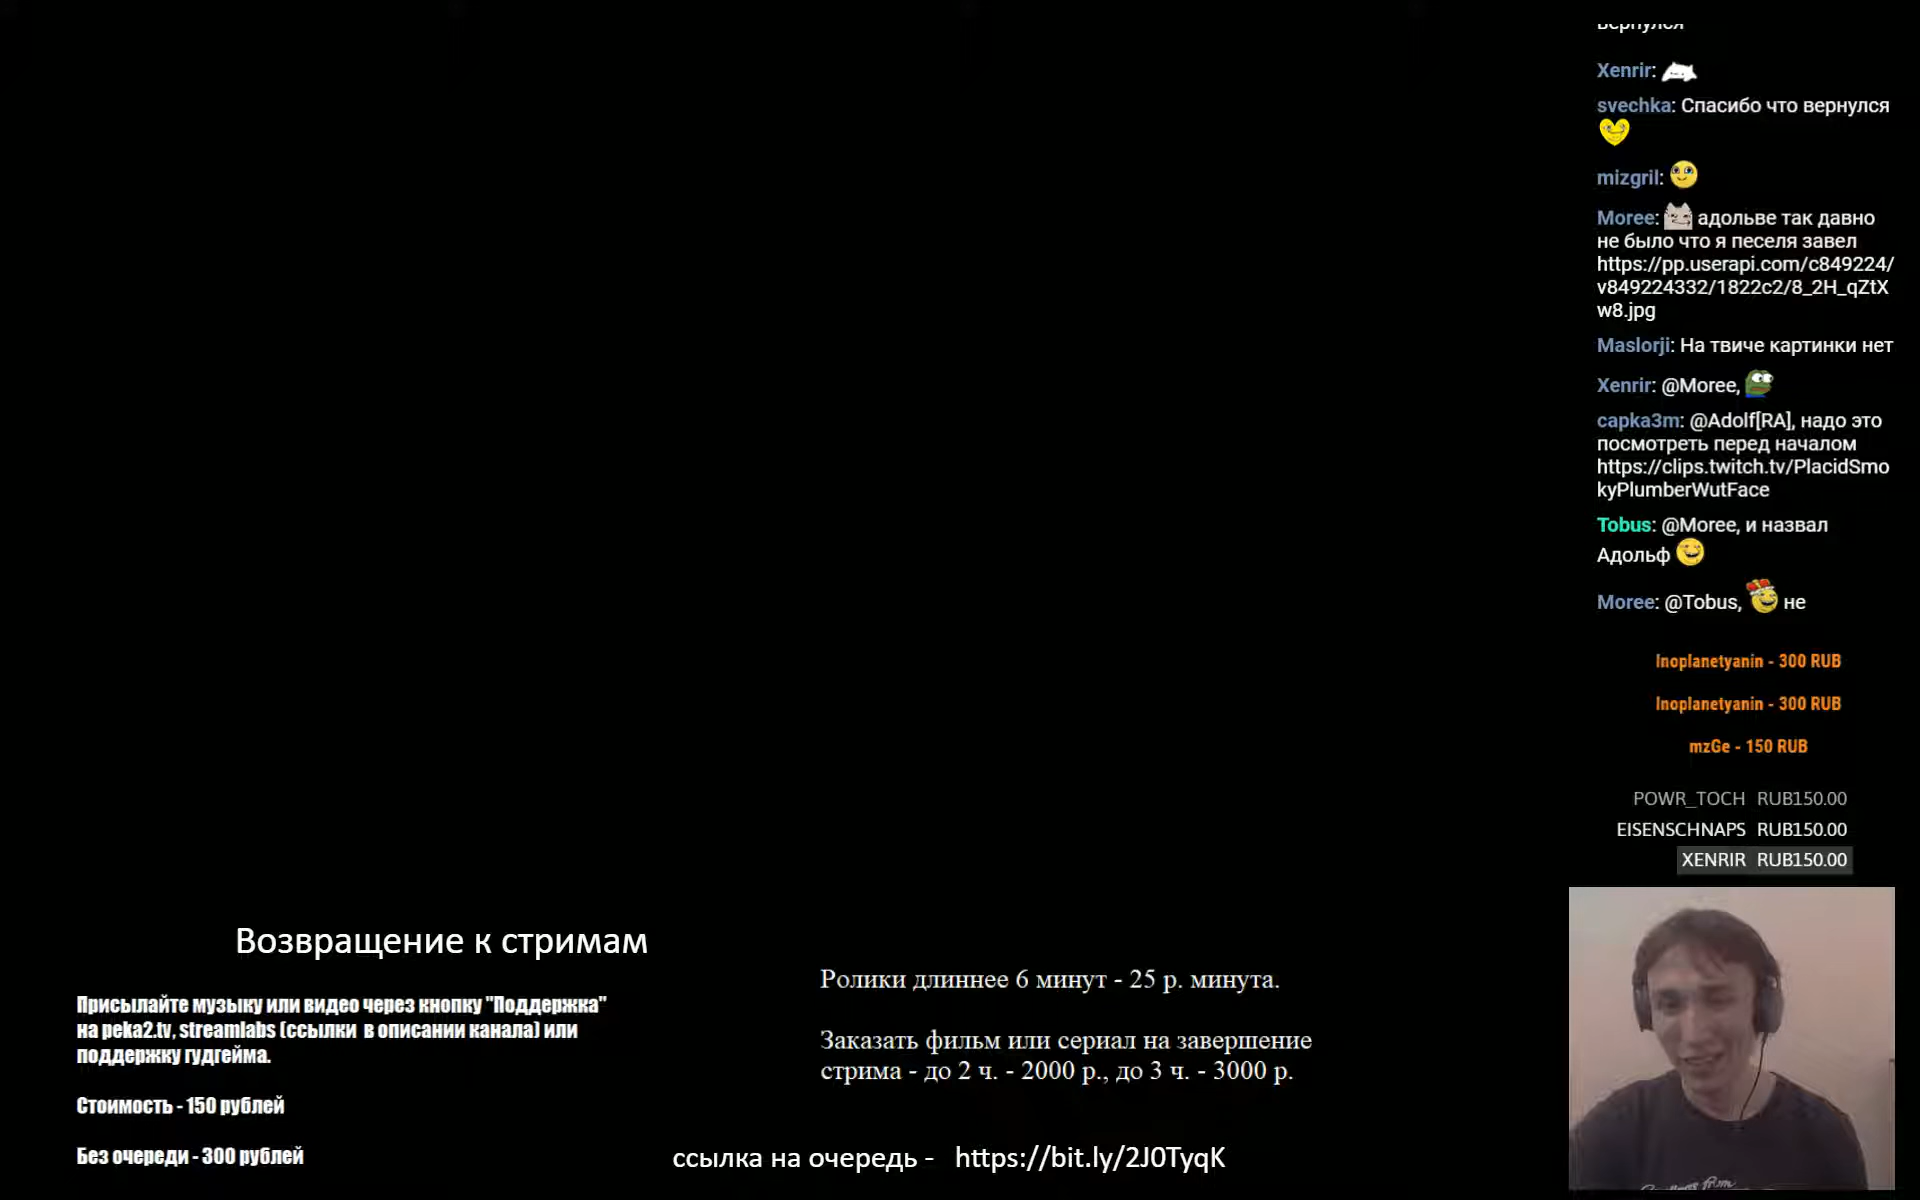 вернулся
Xenrir:
svechka: Спасибо что вернулся
mizgril:
Moree: адольве так давно
не было что я песеля завел
https://pp.userapi.com/c849224/
v849224332/1822c2/8_2H_qZtX
w8.jpg
Maslorji: На твиче картинки нет
Xenrir: @Moree,
capka3m: @Adolf[RA], надо это
посмотреть перед началом
https://clips.twitch.tv/PlacidSmo
kyPlumberWutFace
Tobus: @Moree, и назвал
Адольф
Moree: @Tobus, не
Inoplanetyanin - 300 RUB
Inoplanetyanin - 300 RUB
mzGe - 150 RUB
POWR_TOCH RUB150.00
EISENSCHNAPS RUB150.00
XENRIR RUB150.00
Возвращение к стримам
Присылайте музыку или видео через кнопку "Поддержка"
на peka2.tv, streamlabs (ссылки в описании канала) или
поддержку гудгейма.
Стоимость - 150 рублей
Без очереди - 300 рублей
Ролики длиннее 6 минут - 25 р. минута.
Заказать фильм или сериал на завершение
стрима - до 2 ч. - 2000 р., до 3 ч. - 3000 р.
ссылка на очередь - https://bit.ly/2J0TyqK